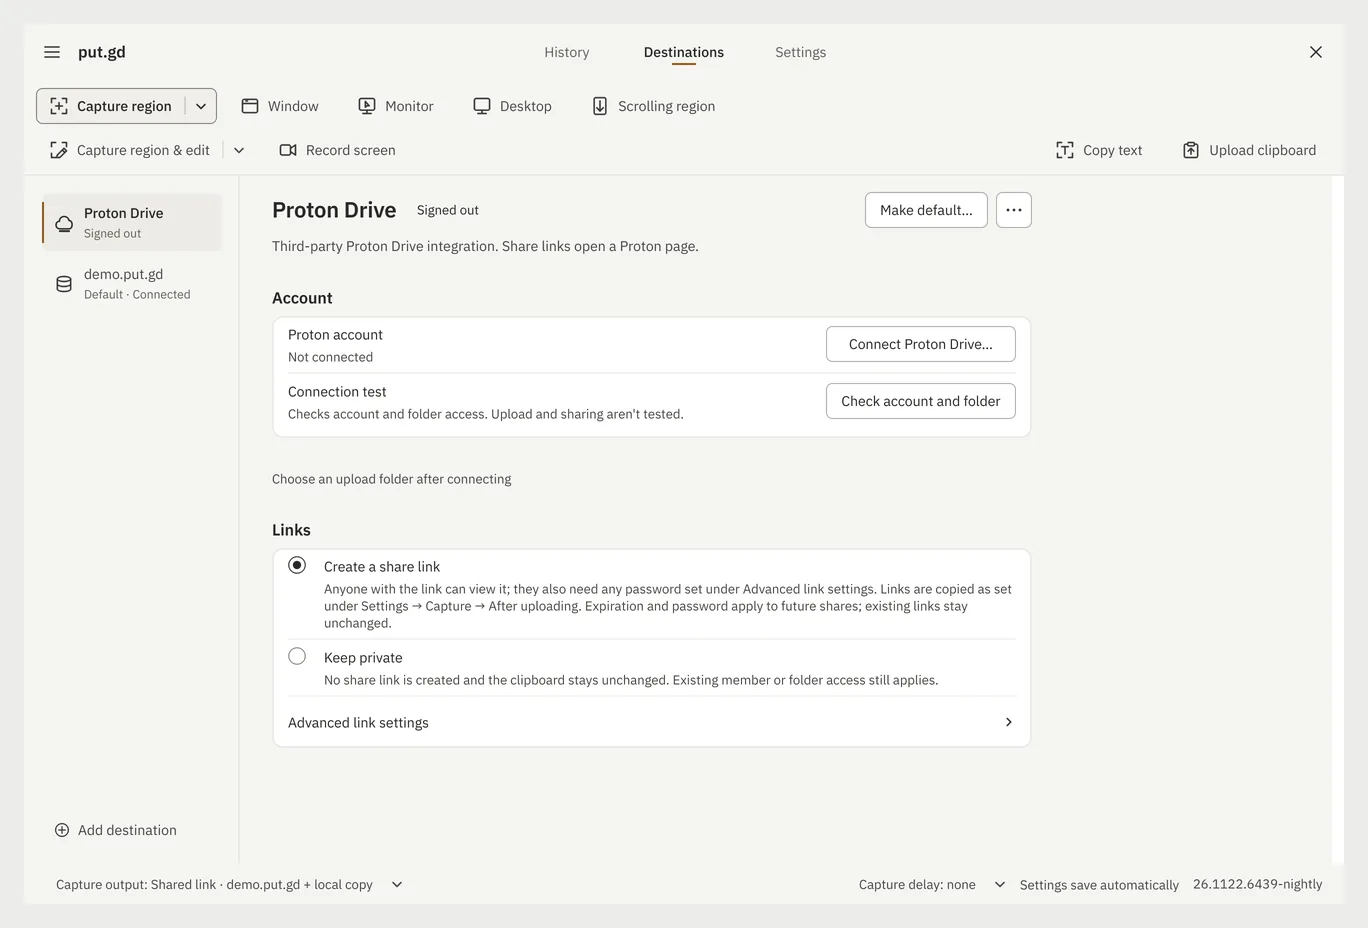 put.gd
History
Destinations
Settings
Capture region
Window
Monitor
Desktop
Scrolling region
Capture region & edit
Record screen
Copy text
Upload clipboard
Proton Drive
Signed out
demo.put.gd
Default · Connected
Add destination
Proton Drive
Signed out
Make default...
Third-party Proton Drive integration. Share links open a Proton page.
Account
Proton account
Not connected
Connect Proton Drive...
Connection test
Checks account and folder access. Upload and sharing aren't tested.
Check account and folder
Choose an upload folder after connecting
Links
Create a share link
Anyone with the link can view it; they also need any password set under Advanced link settings. Links are copied as set
under Settings → Capture → After uploading. Expiration and password apply to future shares; existing links stay
unchanged.
Keep private
No share link is created and the clipboard stays unchanged. Existing member or folder access still applies.
Advanced link settings
Capture output: Shared link · demo.put.gd + local copy
Capture delay: none
Settings save automatically
26.1122.6439-nightly